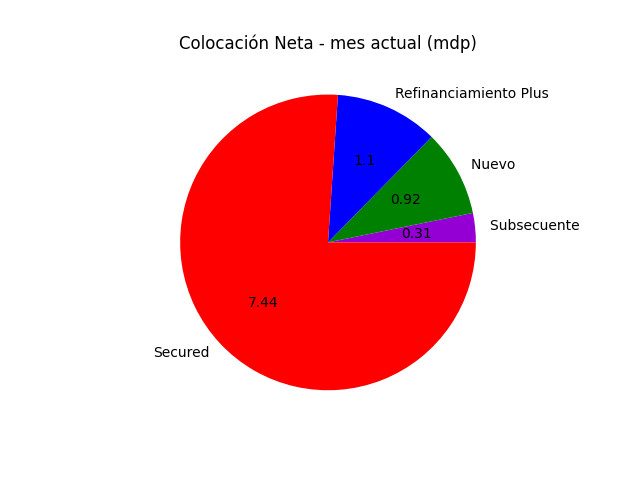 Colocación Neta - mes actual (mdp)
Refinanciamiento Plus
1.1
Nuevo
0.92
Subsecuente
0.31
7.44
Secured